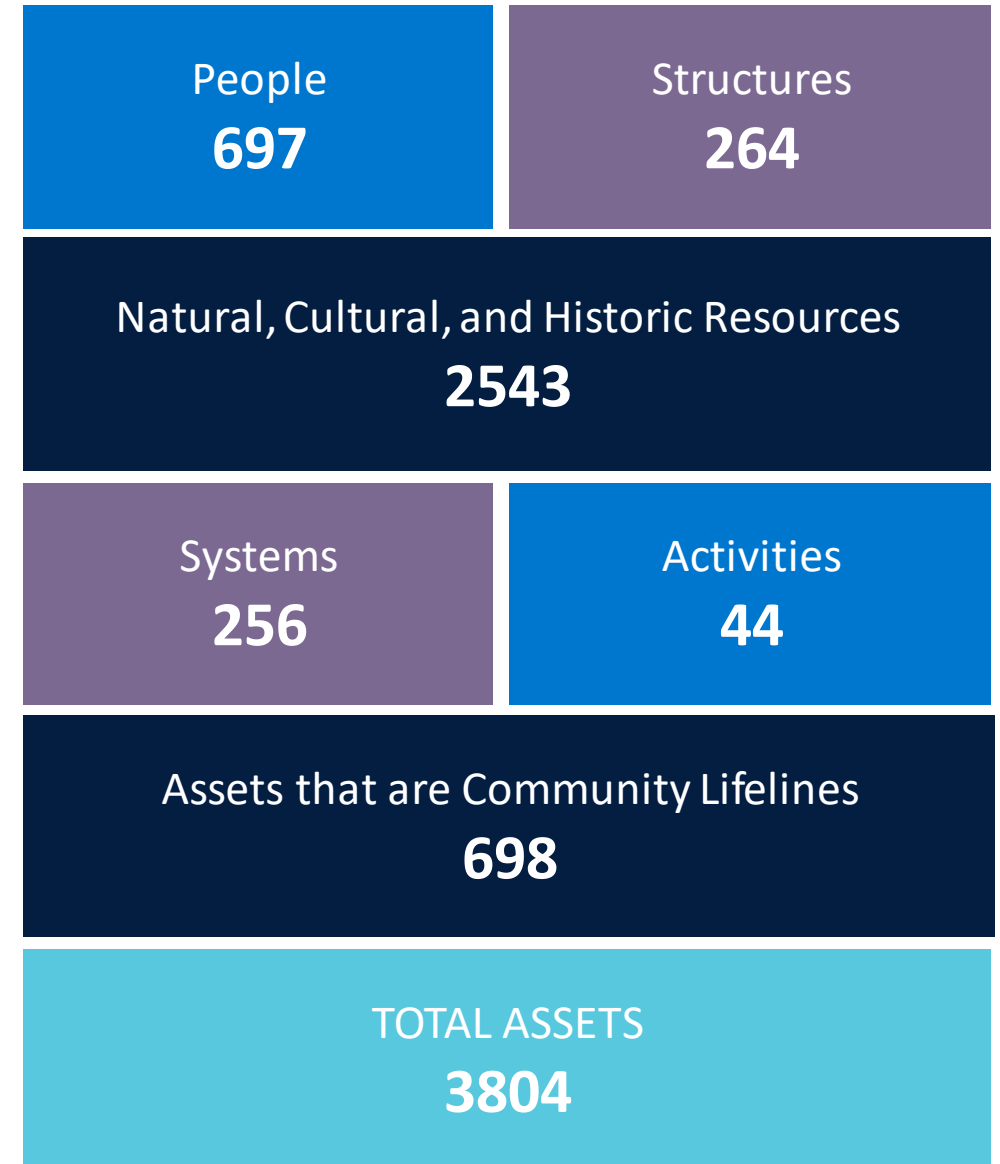 People
697
Structures
264
Natural, Cultural, and Historic Resources
2543
Systems
256
Activities
44
Assets that are Community Lifelines
698
TOTAL ASSETS
3804